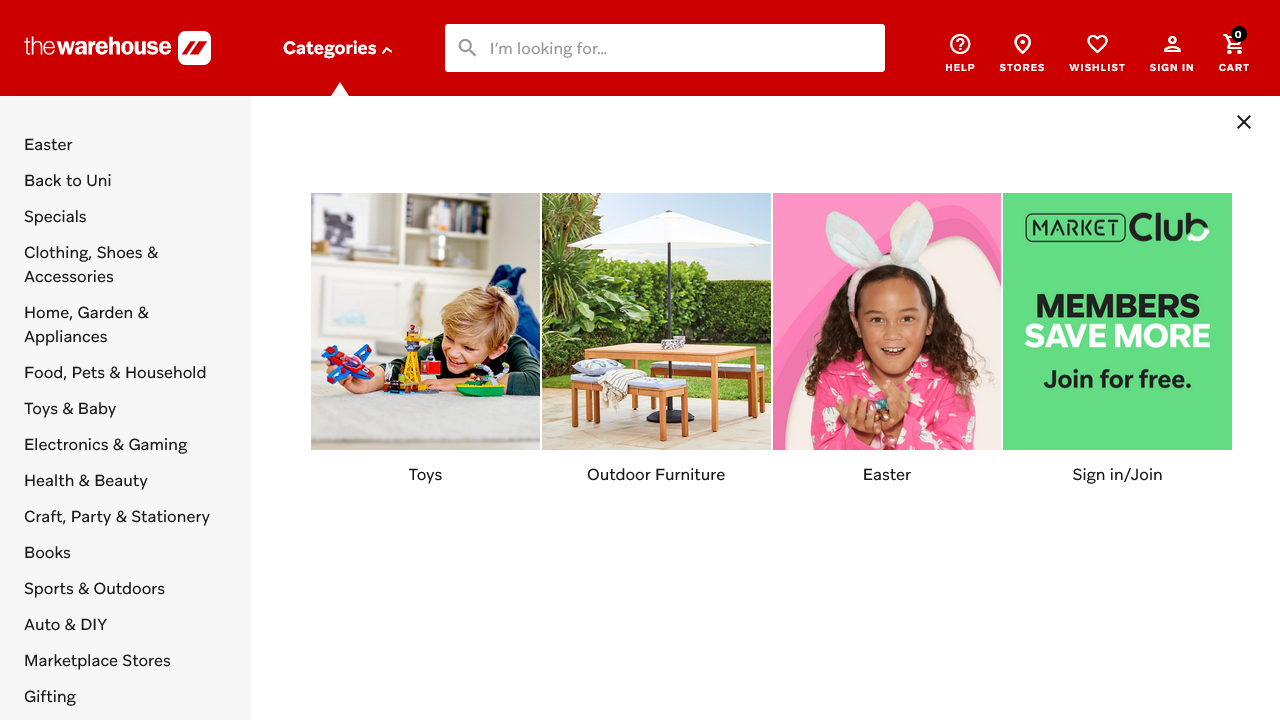 thewarehouse
Categories
I'm looking for...
HELP
STORES
WISHLIST
SIGN IN
0
CART
Easter
Back to Uni
Specials
Clothing, Shoes &
Accessories
Home, Garden &
Appliances
Food, Pets & Household
Toys & Baby
Electronics & Gaming
Health & Beauty
Craft, Party & Stationery
Books
Sports & Outdoors
Auto & DIY
Marketplace Stores
Gifting
MARKET Club
MEMBERS
SAVE MORE
Join for free.
Toys
Outdoor Furniture
Easter
Sign in/Join